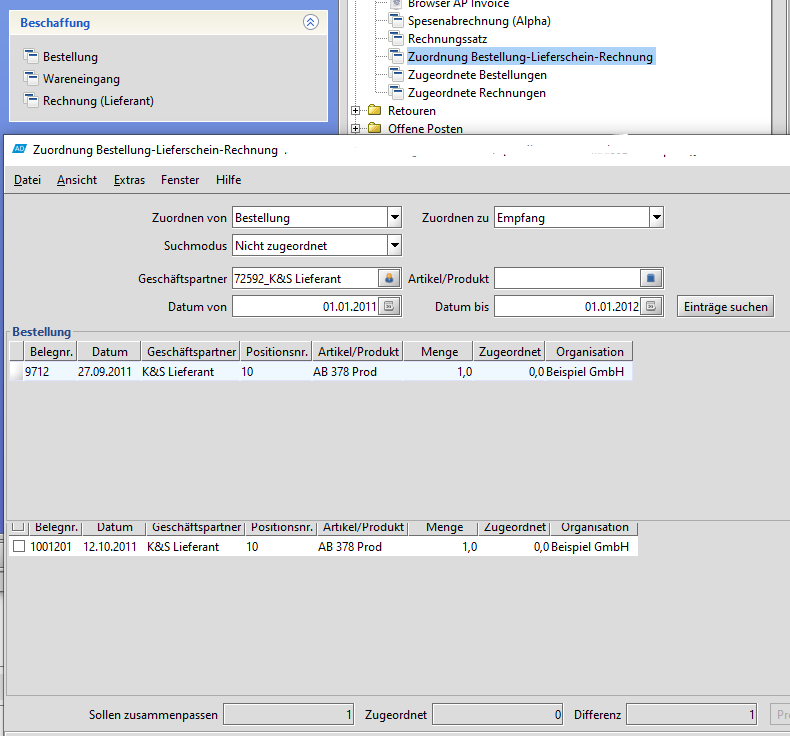 Beschaffung
Bestellung
Wareneingang
Rechnung (Lieferant)
Browser AP Invoice
Spesenabrechnung (Alpha)
Rechnungssatz
Zuordnung Bestellung-Lieferschein-Rechnung
Zugeordnete Bestellungen
Zugeordnete Rechnungen
Retouren
Offene Posten
AD Zuordnung Bestellung-Lieferschein-Rechnung .
Datei Ansicht Extras Fenster Hilfe
Zuordnen von Bestellung Zuordnen zu Empfang
Suchmodus Nicht zugeordnet
Geschäftspartner 72592_K&S Lieferant Artikel/Produkt
Datum von 01.01.2011 Datum bis 01.01.2012 Einträge suchen
Bestellung
Belegnr. Datum Geschäftspartner Positionsnr. Artikel/Produkt Menge Zugeordnet Organisation
9712 27.09.2011 K&S Lieferant 10 AB 378 Prod 1,0 0,0 Beispiel GmbH
Belegnr. Datum Geschäftspartner Positionsnr. Artikel/Produkt Menge Zugeordnet Organisation
1001201 12.10.2011 K&S Lieferant 10 AB 378 Prod 1,0 0,0 Beispiel GmbH
Sollen zusammenpassen 1 Zugeordnet 0 Differenz 1